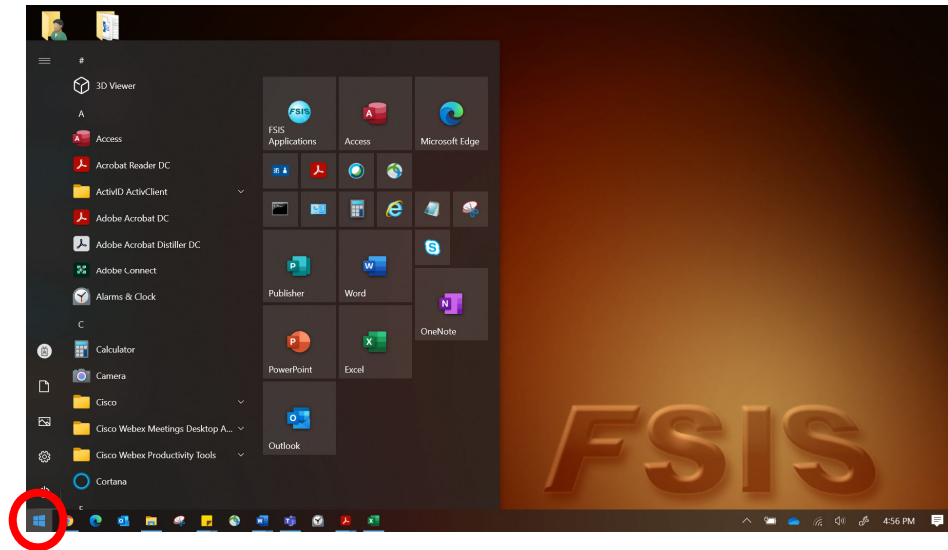 #
3D Viewer
A
Access
Acrobat Reader DC
ActivID ActivClient
Adobe Acrobat DC
Adobe Acrobat Distiller DC
Adobe Connect
Alarms & Clock
C
Calculator
Camera
Cisco
Cisco Webex Meetings Desktop A...
Cisco Webex Productivity Tools
Cortana
FSIS
FSIS
Applications
Access
Microsoft Edge
Publisher
Word
OneNote
PowerPoint
Excel
Outlook
FSIS
4:56 PM